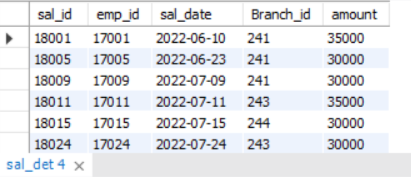 sal_id emp_id sal_date Branch_id amount
18001 17001 2022-06-10 241 35000
18005 17005 2022-06-23 241 30000
18009 17009 2022-07-09 241 30000
18011 17011 2022-07-11 243 35000
18015 17015 2022-07-15 244 30000
18024 17024 2022-07-24 243 30000
sal_det 4